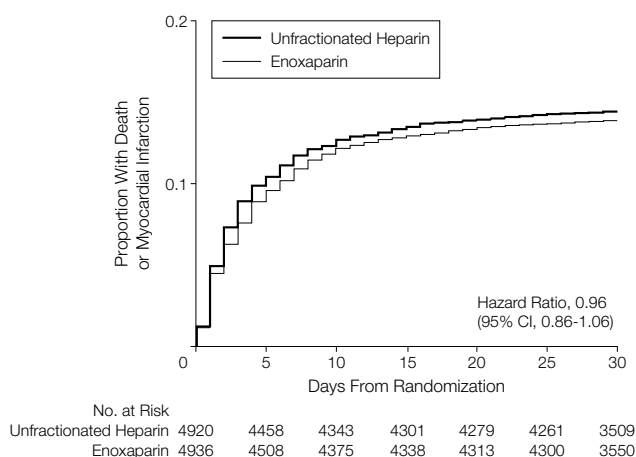 0.2
Unfractionated Heparin
Enoxaparin
Proportion With Death
or Myocardial Infarction
0.1
Hazard Ratio, 0.96
(95% CI, 0.86-1.06)
0 5 10 15 20 25 30
Days From Randomization
No. at Risk
Unfractionated Heparin 4920 4458 4343 4301 4279 4261 3509
Enoxaparin 4936 4508 4375 4338 4313 4300 3550